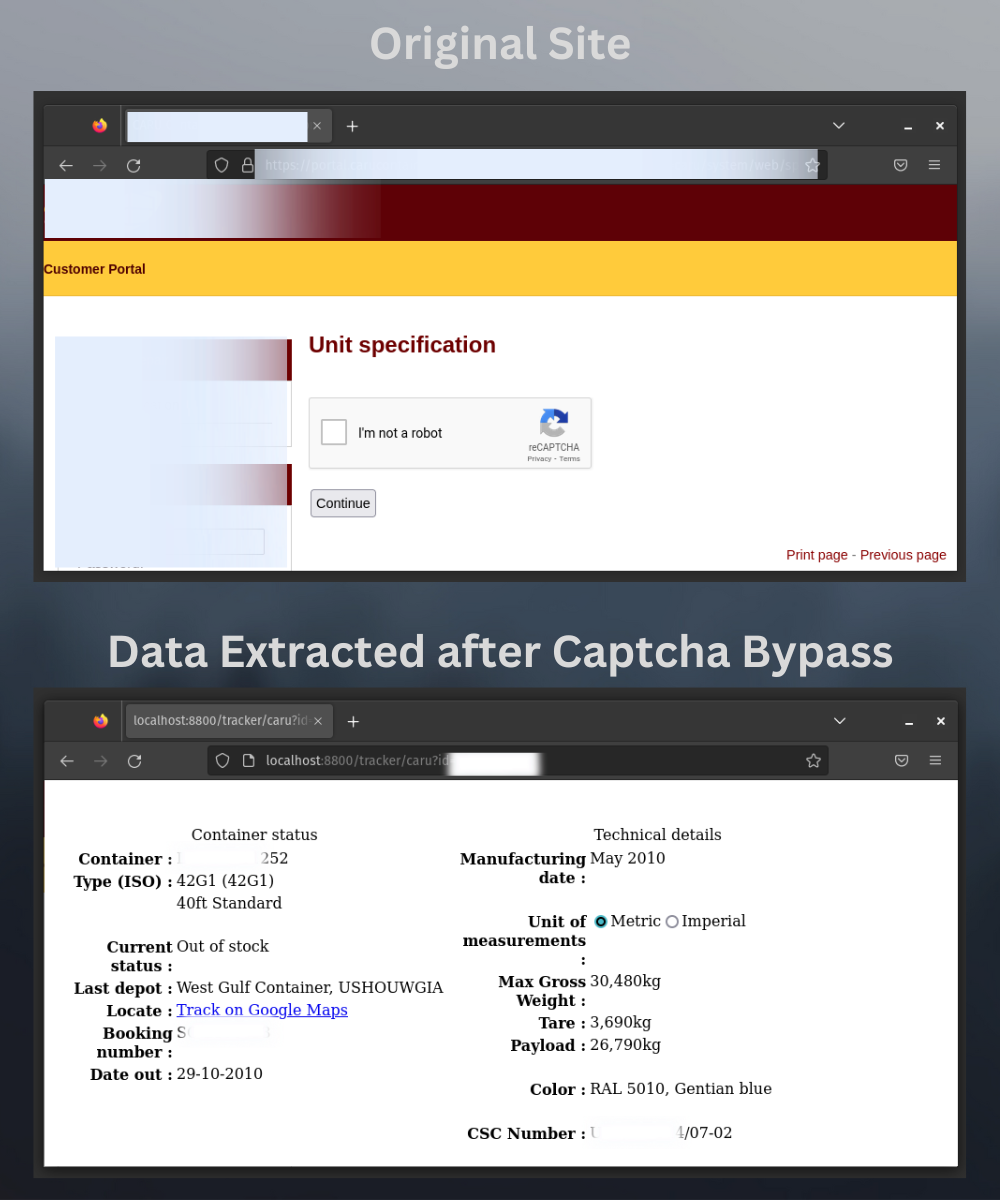 Original Site
https://
Customer Portal
Unit specification
I'm not a robot
reCAPTCHA
Privacy - Terms
Continue
Print page - Previous page
Data Extracted after Captcha Bypass
localhost:8800/tracker/caru?id
localhost:8800/tracker/caru?id
Container status
Container : 252
Type (ISO) : 42G1 (42G1)
40ft Standard
Current status : Out of stock
Last depot : West Gulf Container, USHOUWGIA
Locate : Track on Google Maps
Booking number : S
Date out : 29-10-2010
Technical details
Manufacturing date : May 2010
Unit of measurements : Metric Imperial
Max Gross Weight : 30,480kg
Tare : 3,690kg
Payload : 26,790kg
Color : RAL 5010, Gentian blue
CSC Number : U 4/07-02